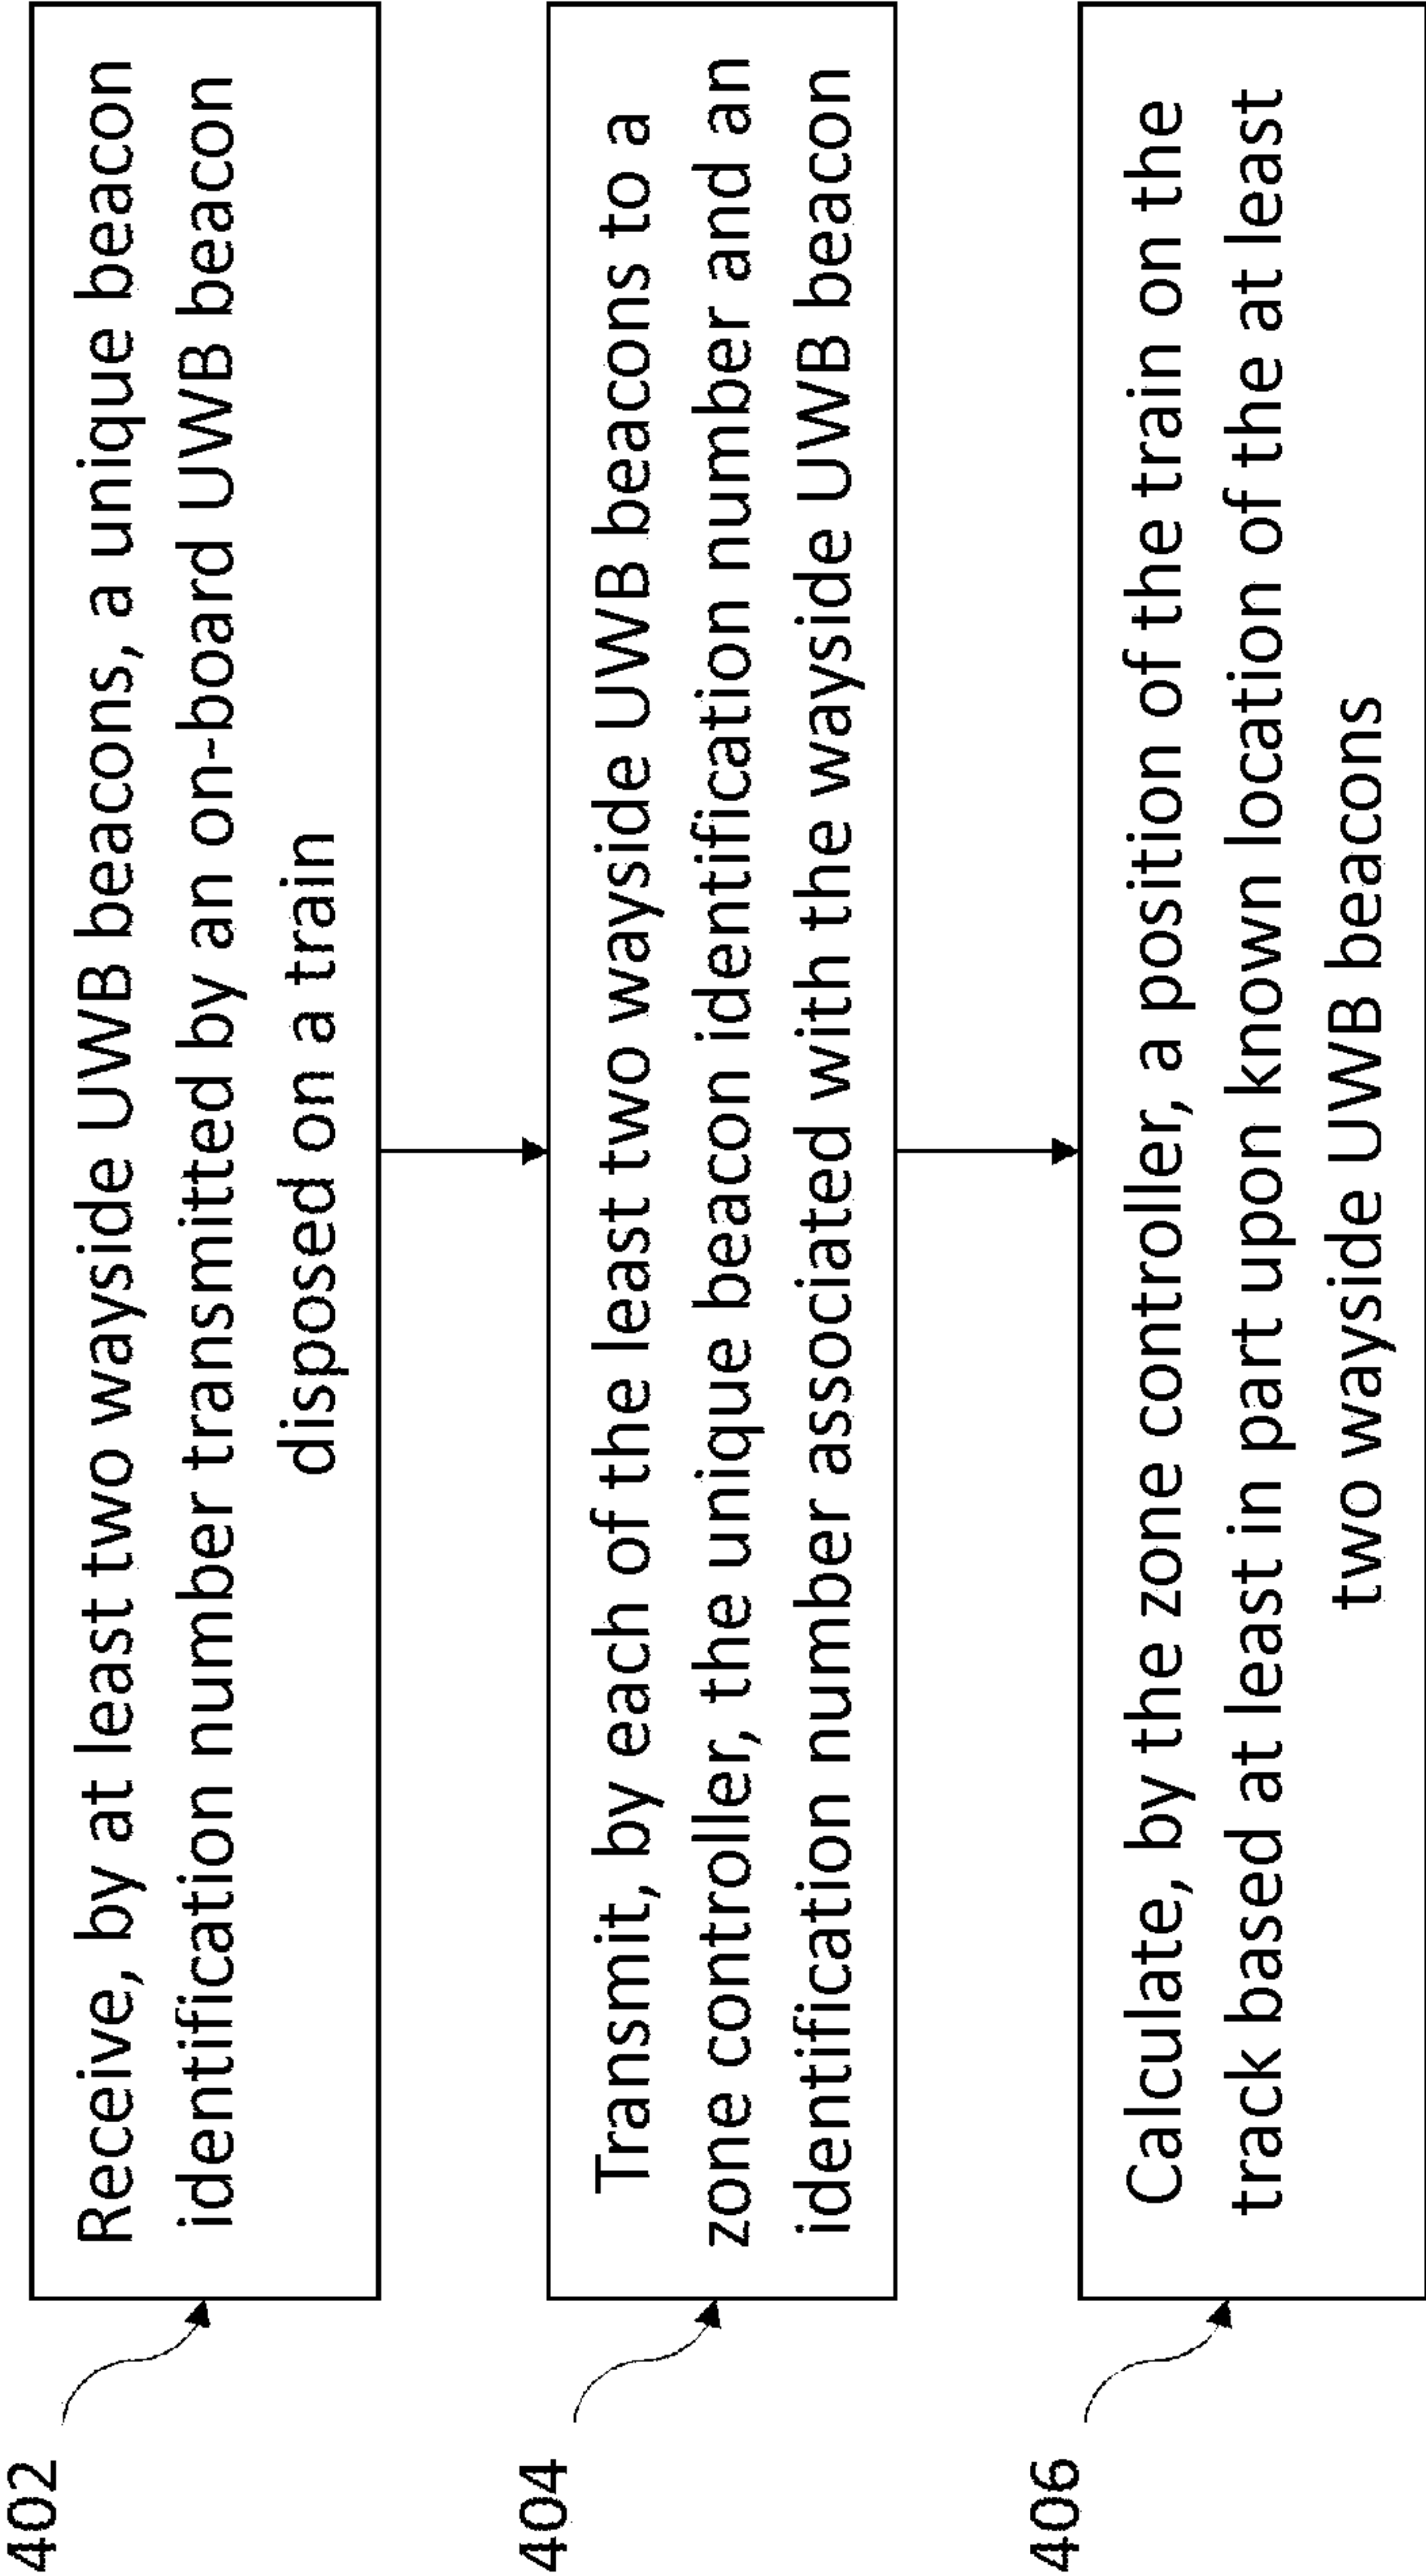 402
Receive, by at least two wayside UWB beacons, a unique beacon
identification number transmitted by an on-board UWB beacon
disposed on a train
404
Transmit, by each of the least two wayside UWB beacons to a
zone controller, the unique beacon identification number and an
identification number associated with the wayside UWB beacon
406
Calculate, by the zone controller, a position of the train on the
track based at least in part upon known location of the at least
two wayside UWB beacons